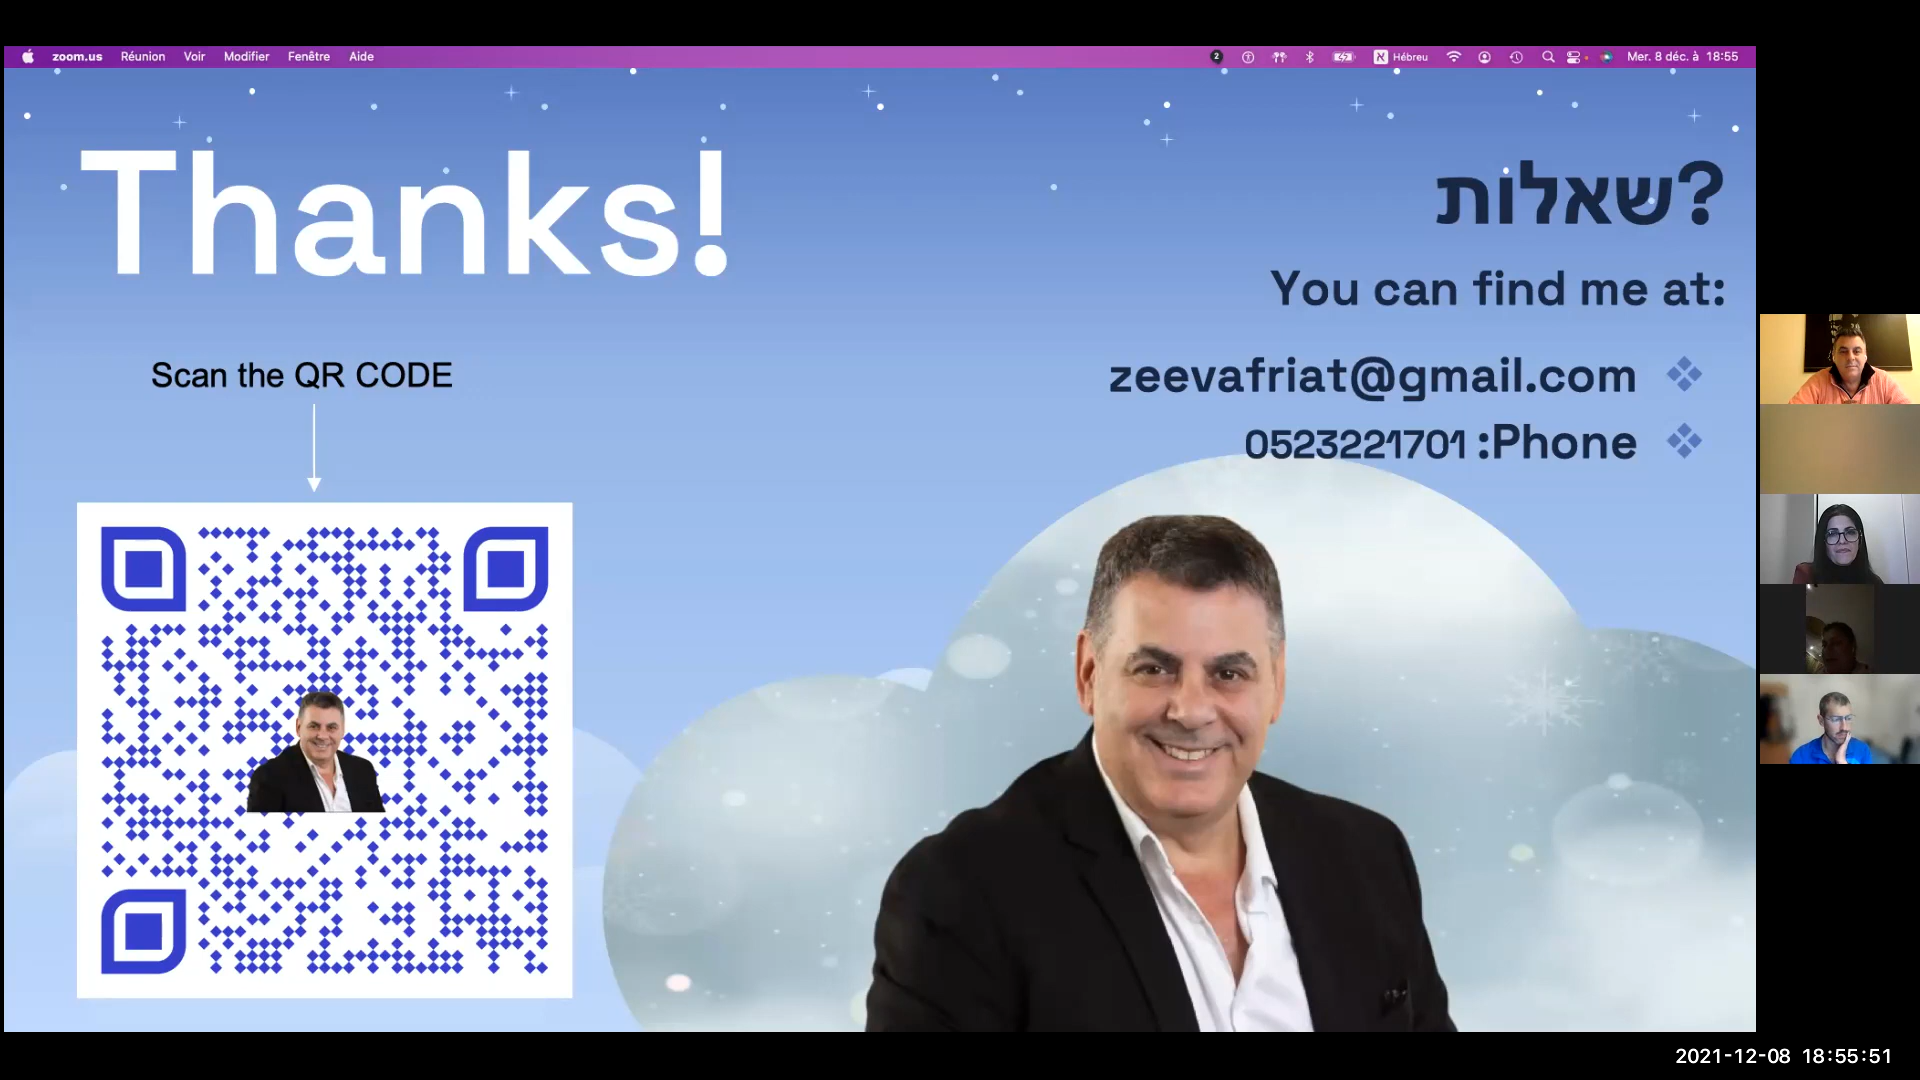 zoom.us Réunion Voir Modifier Fenêtre Aide
2 Hébreu Mer. 8 déc. à 18:55
Thanks!
שאלות?
You can find me at:
zeevafriat@gmail.com
0523221701 :Phone
Scan the QR CODE
2021-12-08 18:55:51